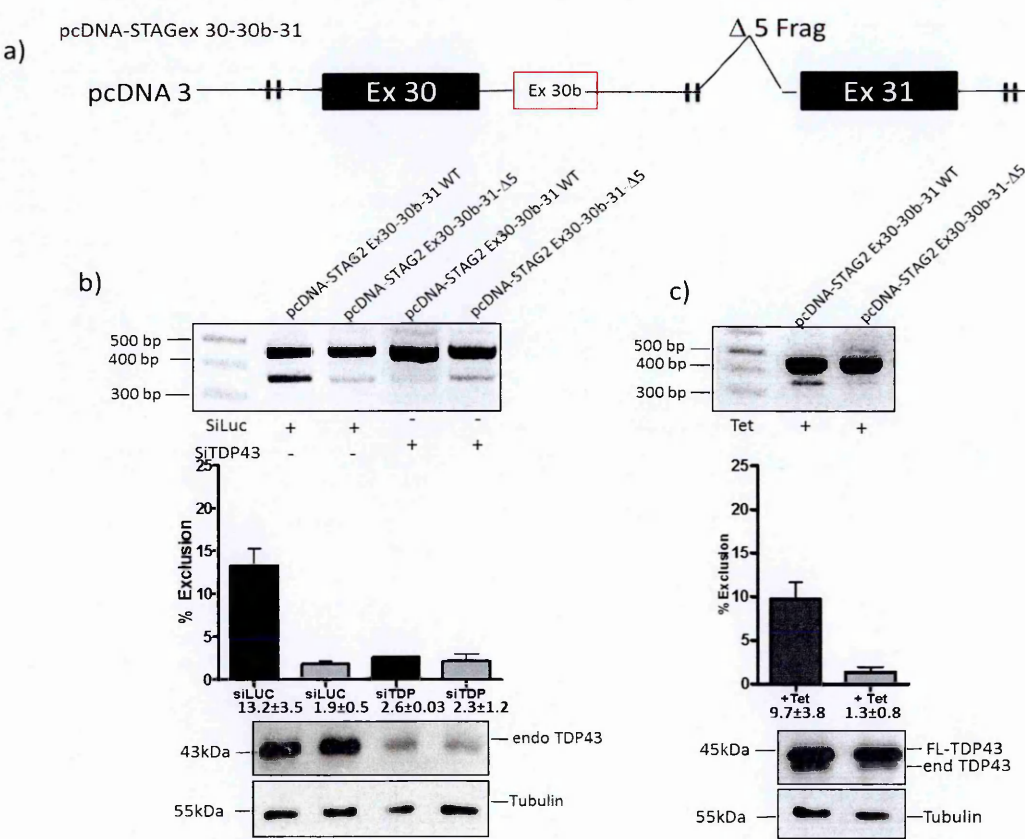 pcDNA-STAGex 30-30b-31
a)
Δ 5 Frag
pcDNA 3
Ex 30
Ex 30b
Ex 31
b)
pcDNA-STAG2 Ex30-30b-31 WT
pcDNA-STAG2 Ex30-30b-31-Δ5
pcDNA-STAG2 Ex30-30b-31 WT
pcDNA-STAG2 Ex30-30b-31-Δ5
500 bp
400 bp
300 bp
SiLuc + + - -
SiTDP43 - - + +
% Exclusion
25
20
15
10
5
0
siLUC siLUC siTDP siTDP
13.2±3.5 1.9±0.5 2.6±0.03 2.3±1.2
43kDa
endo TDP43
55kDa
Tubulin
c)
pcDNA-STAG2 Ex30-30b-31 WT
pcDNA-STAG2 Ex30-30b-31-Δ5
500 bp
400 bp
300 bp
Tet + +
% Exclusion
25
20
15
10
5
0
+Tet + Tet
9.7±3.8 1.3±0.8
45kDa
FL-TDP43
end TDP43
55kDa
Tubulin